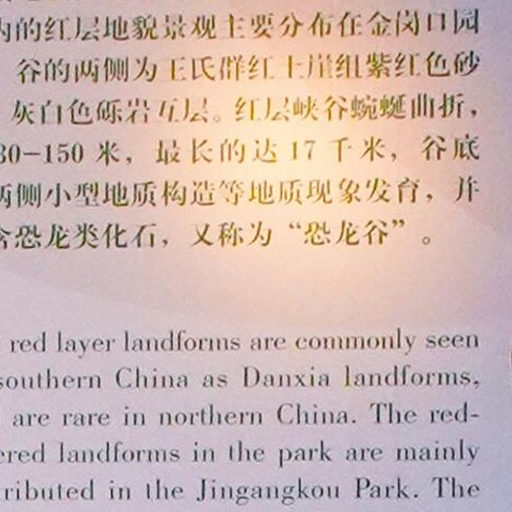 的红层地貌景观主要分布在金岗口园
谷的两侧为王氏群红土崖组紫红色砂
灰白色砾岩互层。红层峡谷蜿蜒曲折，
30-150 米，最长的达 17 千米，谷底
两侧小型地质构造等地质现象发育，并
含恐龙类化石，又称为“恐龙谷”。
red layer landforms are commonly seen
southern China as Danxia landforms,
are rare in northern China. The red-
ered landforms in the park are mainly
ributed in the Jingangkou Park. The